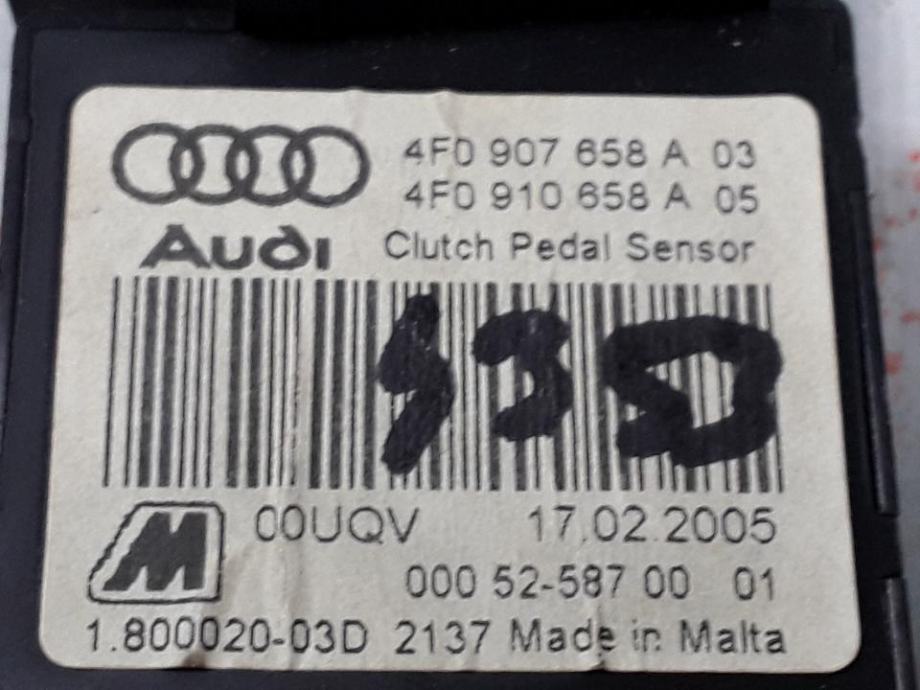 4F0 907 658 A 03
4F0 910 658 A 05
Audi
Clutch Pedal Sensor
00UQV 17.02.2005
M
000 52-587 00 01
1.800020-03D 2137 Made in Malta